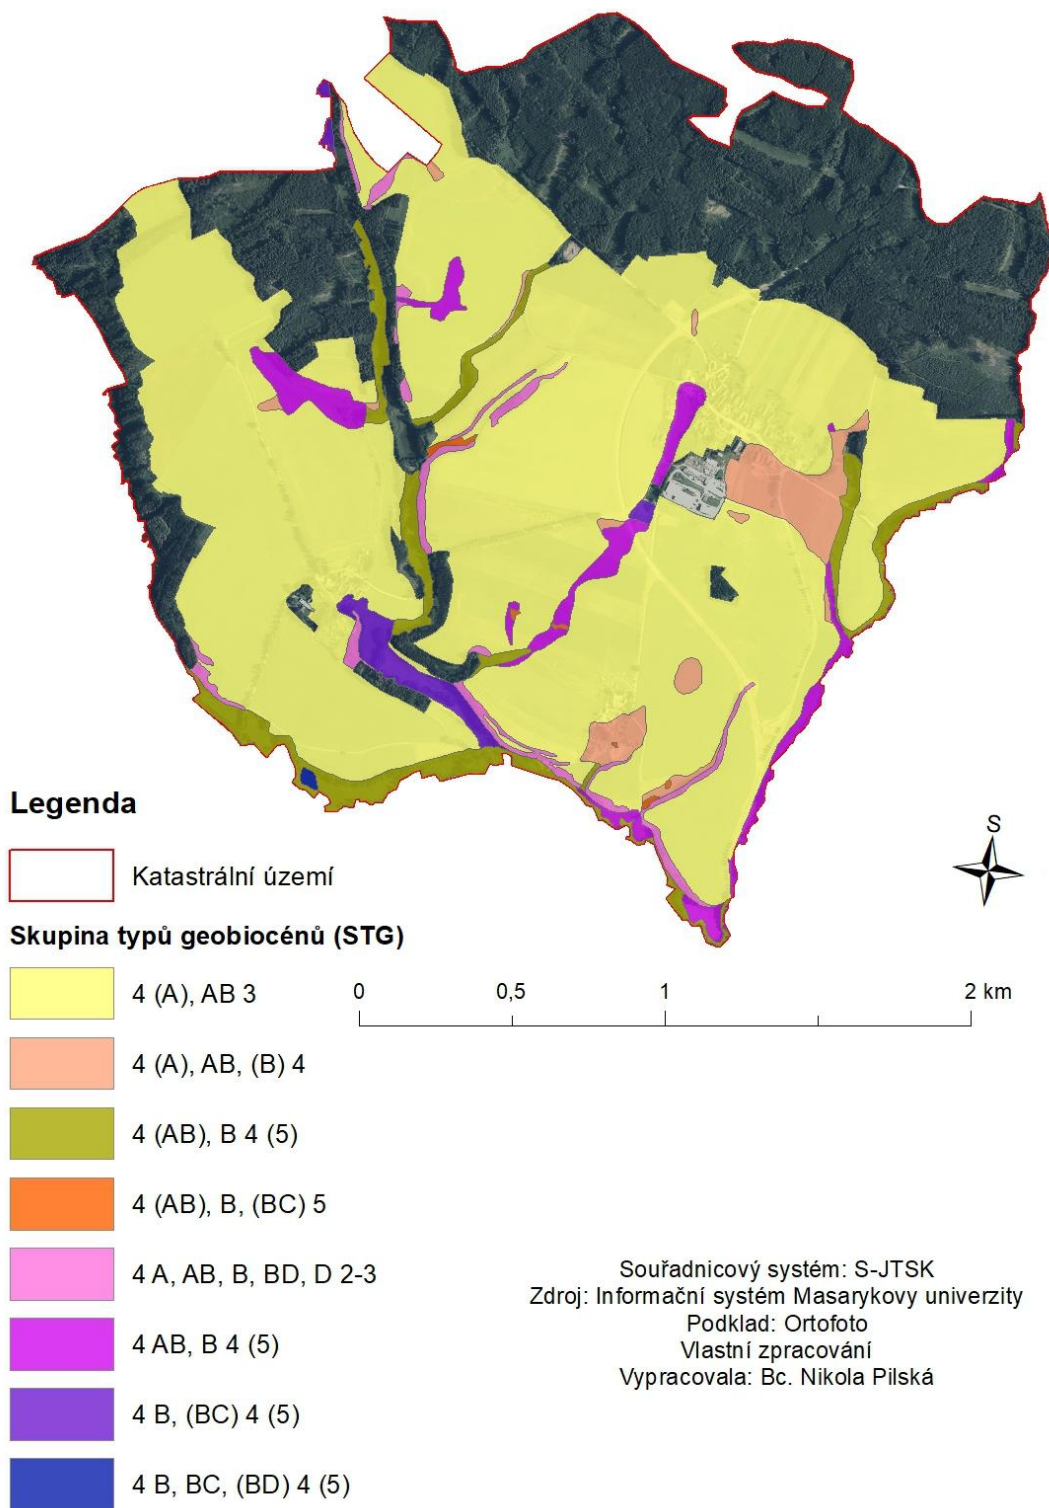 S
Legenda
Katastrální území
Skupina typů geobiocénů (STG)
4 (A), AB 3
4 (A), AB, (B) 4
4 (AB), B 4 (5)
4 (AB), B, (BC) 5
4 A, AB, B, BD, D 2-3
4 AB, B 4 (5)
4 B, (BC) 4 (5)
4 B, BC, (BD) 4 (5)
0 0,5 1 2 km
Souřadnicový systém: S-JTSK
Zdroj: Informační systém Masarykovy univerzity
Podklad: Ortofoto
Vlastní zpracování
Vypracovala: Bc. Nikola Pilská